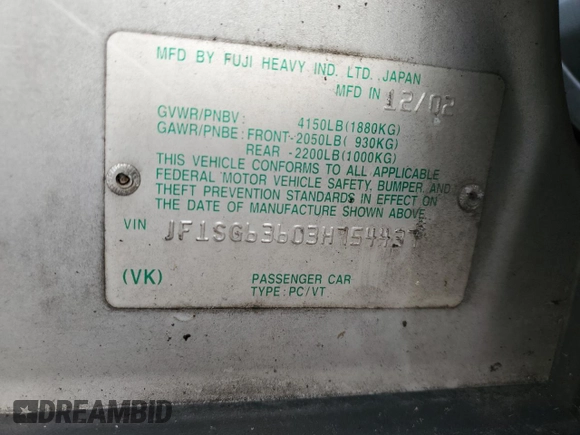 MFD BY FUJI HEAVY IND. LTD., JAPAN
MFD IN 12/02
GVWR/PNBV: 4150LB(1880KG)
GAWR/PNBE: FRONT-2050LB( 930KG)
REAR -2200LB(1000KG)
THIS VEHICLE CONFORMS TO ALL APPLICABLE
FEDERAL MOTOR VEHICLE SAFETY, BUMPER, AND
THEFT PREVENTION STANDARDS IN EFFECT ON
THE DATE OF MANUFACTURE SHOWN ABOVE.
VIN
(VK) PASSENGER CAR
TYPE: PC/VT
DREAMBID